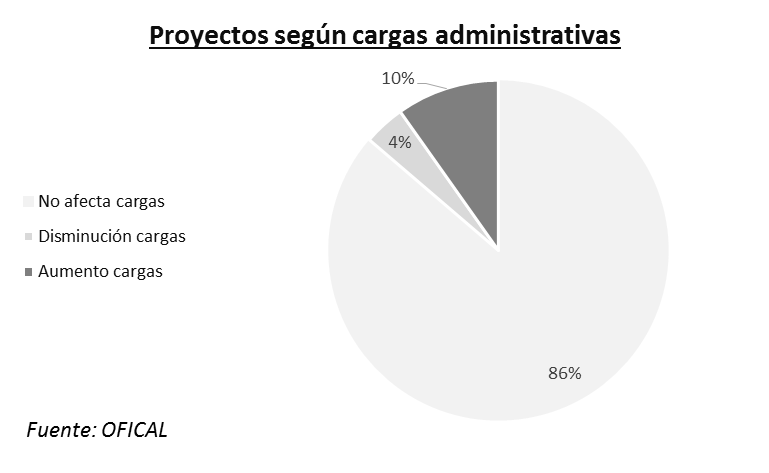 Proyectos según cargas administrativas
10%
4%
No afecta cargas
Disminución cargas
Aumento cargas
86%
Fuente: OFICAL